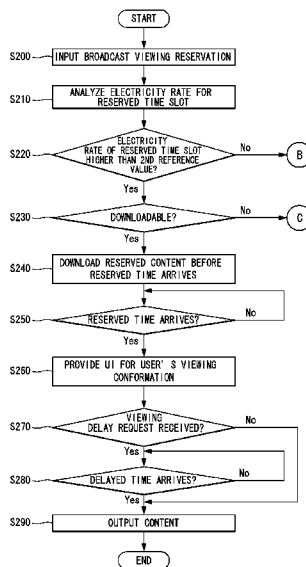 START
S200
INPUT BROADCAST VIEWING RESERVATION
S210
ANALYZE ELECTRICITY RATE FOR
RESERVED TIME SLOT
S220
ELECTRICITY
RATE OF RESERVED TIME SLOT
HIGHER THAN 2ND REFERENCE
VALUE?
No
B
Yes
S230
DOWNLOADABLE?
No
C
Yes
S240
DOWNLOAD RESERVED CONTENT BEFORE
RESERVED TIME ARRIVES
S250
RESERVED TIME ARRIVES?
No
Yes
S260
PROVIDE UI FOR USER'S VIEWING
CONFORMATION
S270
VIEWING
DELAY REQUEST RECEIVED?
No
Yes
S280
DELAYED TIME ARRIVES?
No
Yes
S290
OUTPUT CONTENT
END